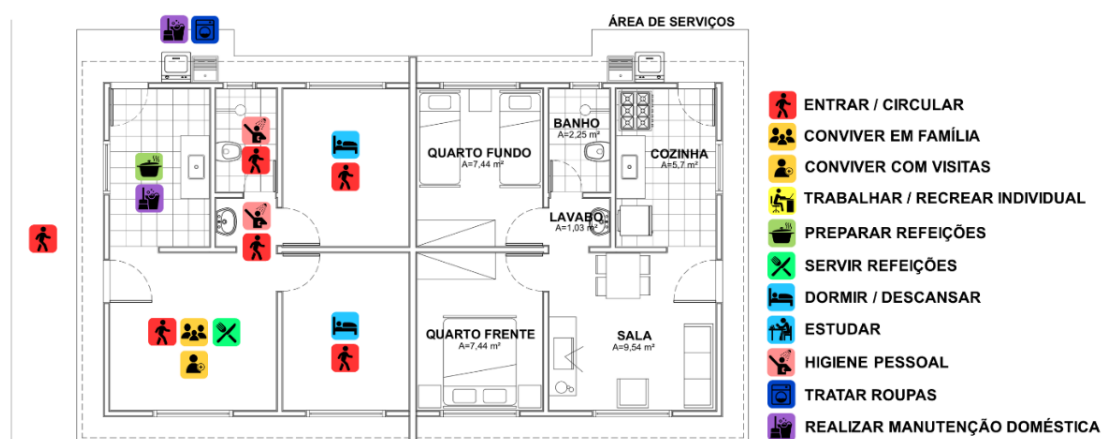 ÁREA DE SERVIÇOS
QUARTO FUNDO
A=7,44 m²
BANHO
A=2,25 m²
COZINHA
A=5,7 m²
LAVABO
A=1,03 m²
QUARTO FRENTE
A=7,44 m²
SALA
A=9,54 m²
ENTRAR / CIRCULAR
CONVIVER EM FAMÍLIA
CONVIVER COM VISITAS
TRABALHAR / RECREAR INDIVIDUAL
PREPARAR REFEIÇÕES
SERVIR REFEIÇÕES
DORMIR / DESCANSAR
ESTUDAR
HIGIENE PESSOAL
TRATAR ROUPAS
REALIZAR MANUTENÇÃO DOMÉSTICA